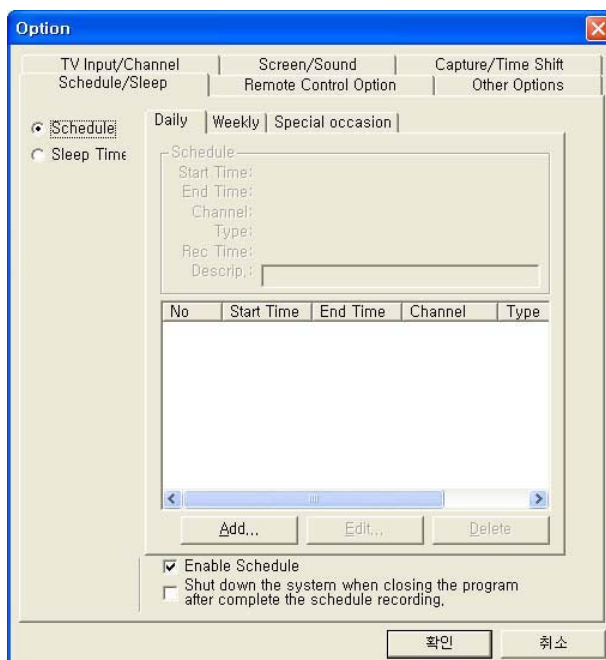 Option
TV Input/Channel Screen/Sound Capture/Time Shift
Schedule/Sleep Remote Control Option Other Options
Schedule
Sleep Time
Daily Weekly Special occasion
Schedule
Start Time:
End Time:
Channel:
Type:
Rec Time:
Descrip.:
No Start Time End Time Channel Type
Add... Edit... Delete
Enable Schedule
Shut down the system when closing the program
after complete the schedule recording.
확인 취소